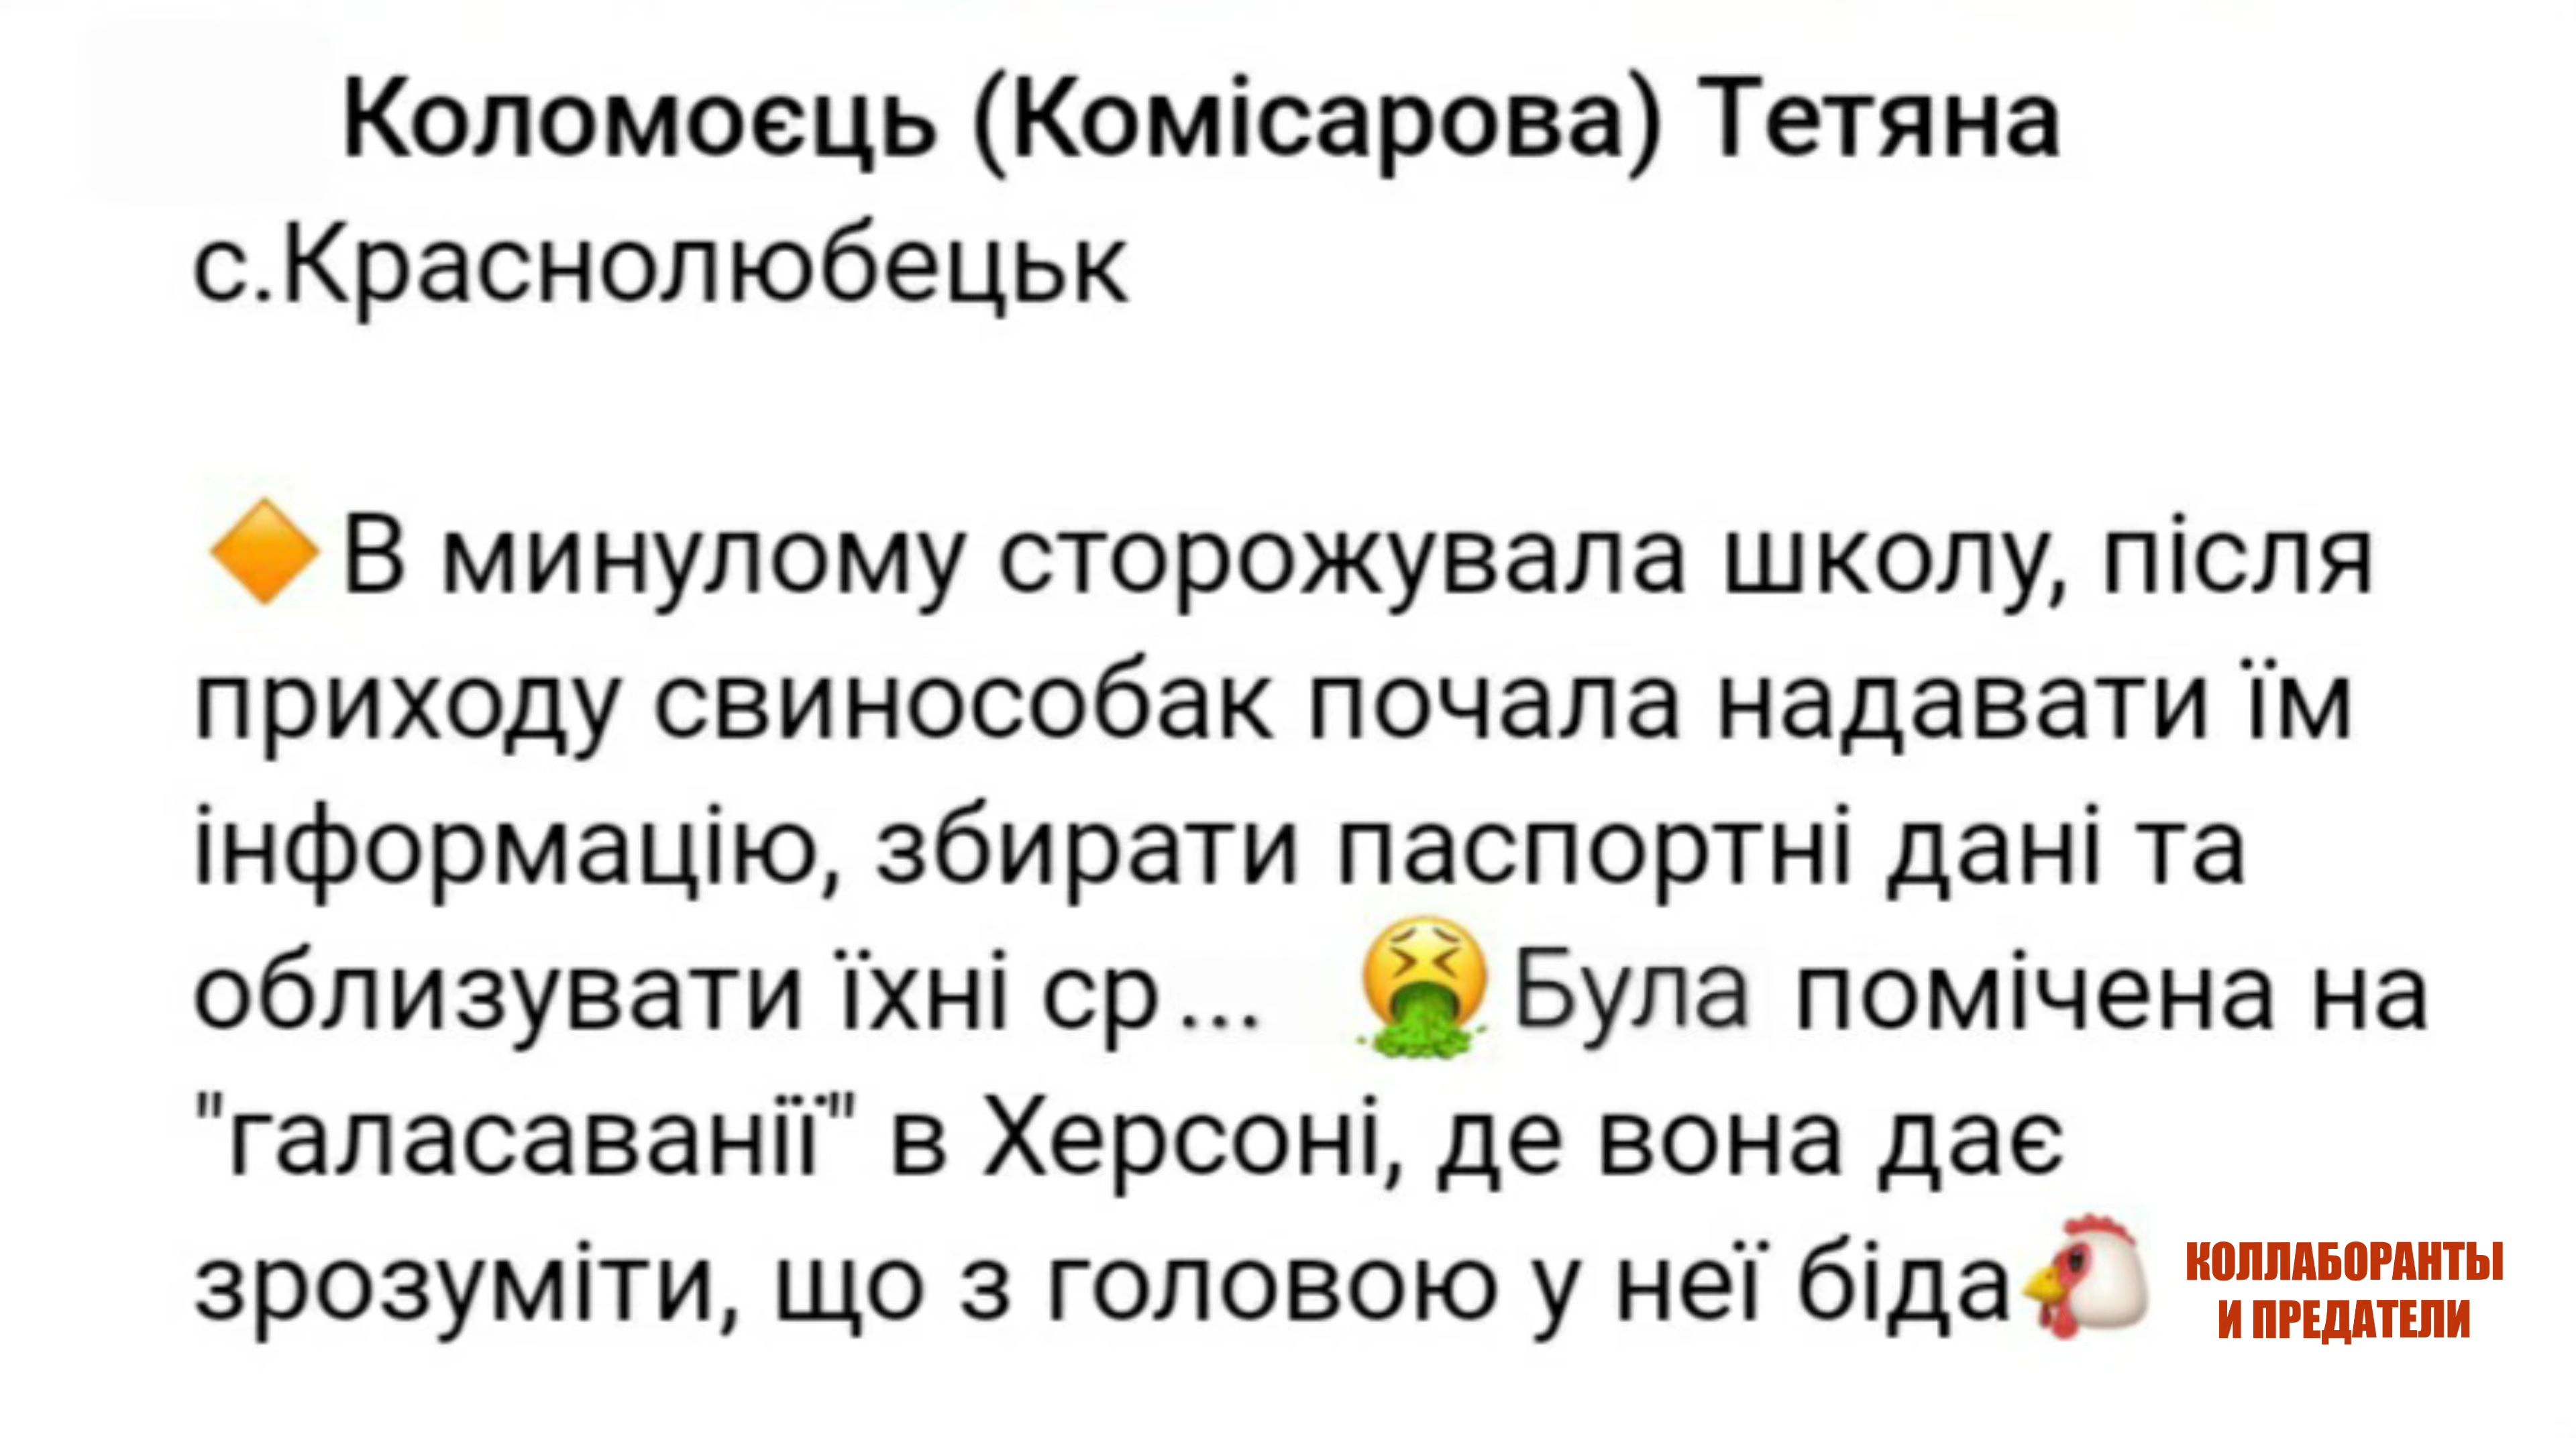 Коломоєць (Комісарова) Тетяна
с.Краснолюбецьк
🔶В минулому сторожувала школу, після
приходу свинособак почала надавати їм
інформацію, збирати паспортні дані та
облизувати їхні ср... 🤮Була помічена на
"галасаванії" в Херсоні, де вона дає
зрозуміти, що з головою у неї біда🐔
КОЛЛАБОРАНТЫ
И ПРЕДАТЕЛИ